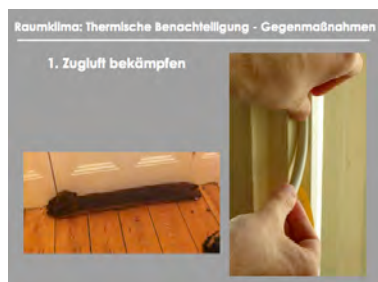 Raumklima: Thermische Benachteiligung - Gegenmaßnahmen
1. Zugluft bekämpfen